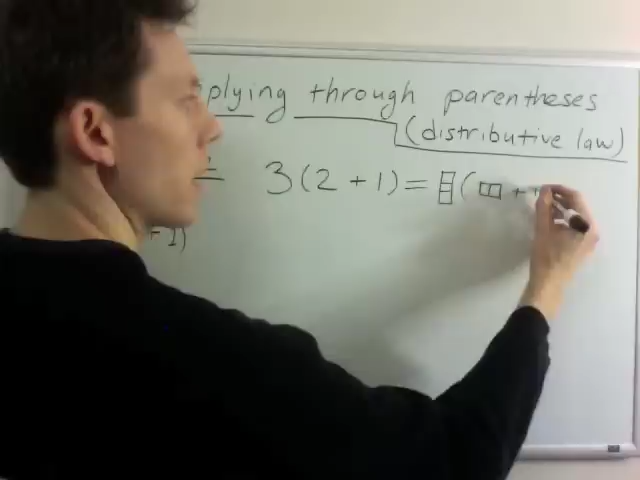 plying through parentheses
(distributive law)
3(2+1)= ( +
+1)